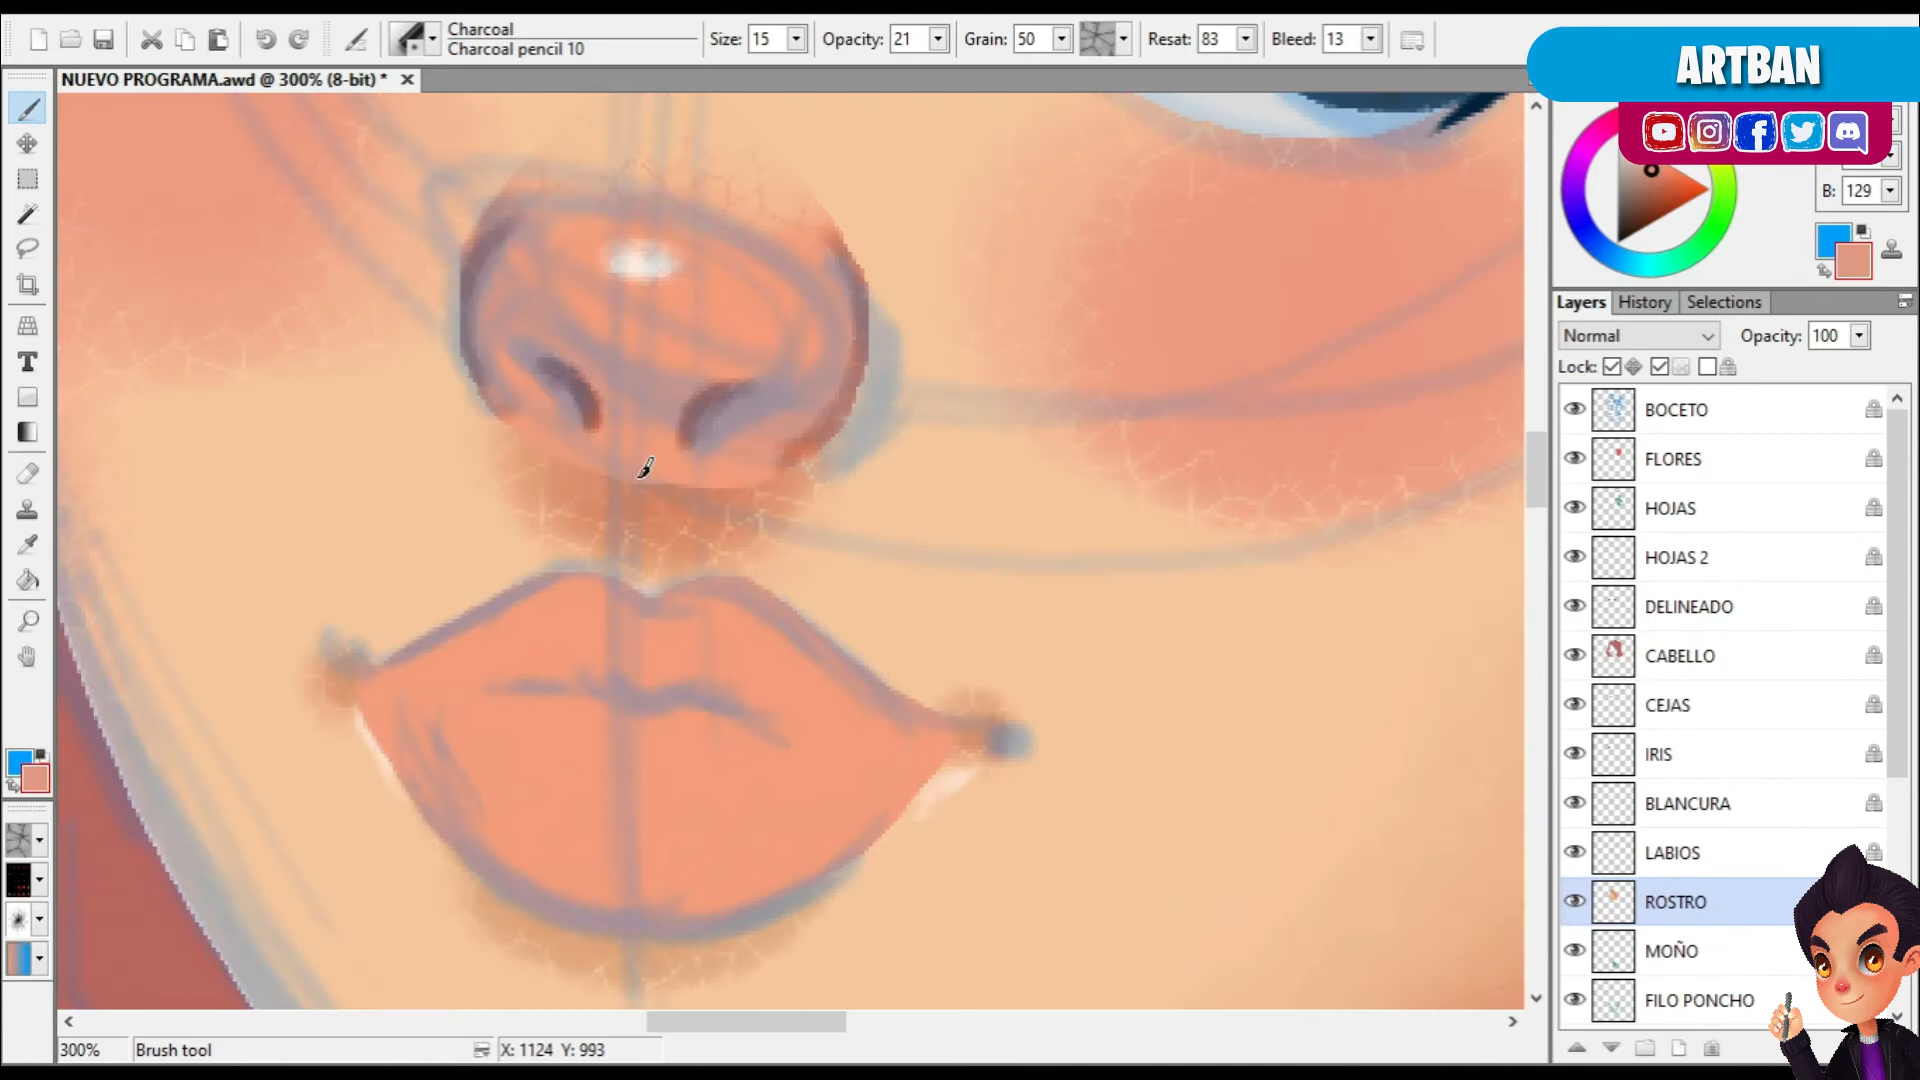 Charcoal
Charcoal pencil 10
Size: 15 Opacity: 21 Grain: 50 Resat: 83 Bleed: 13
ARTBAN
NUEVO PROGRAMA.awd @ 300% (8-bit) *
B: 129
Layers History Selections
Normal Opacity: 100
Lock:
BOCETO
FLORES
HOJAS
HOJAS 2
DELINEADO
CABELLO
CEJAS
IRIS
BLANCURA
LABIOS
ROSTRO
MOÑO
FILO PONCHO
300% Brush tool X: 1124 Y: 993